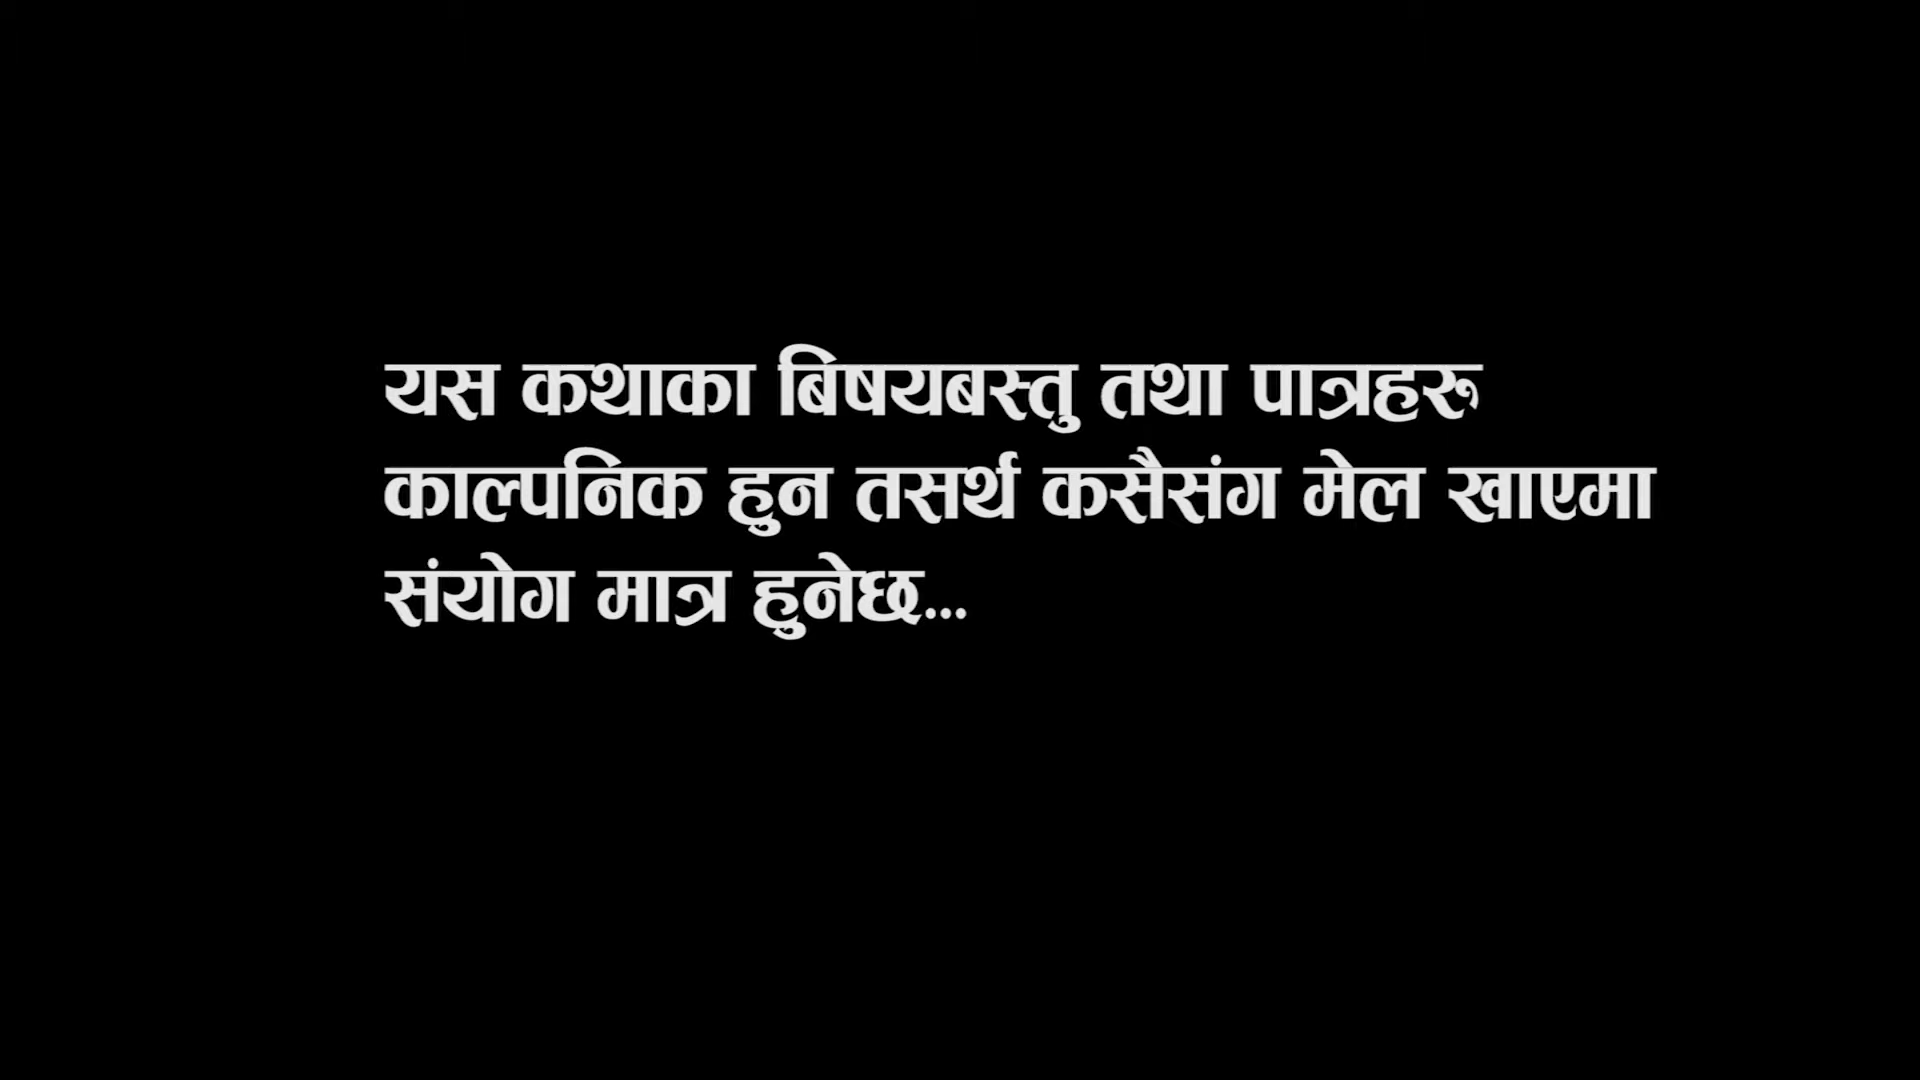 यस कथाका बिषयबस्तु तथा पात्रहरु
काल्पनिक हुन तसर्थ कसैसंग मेल खाएमा
संयोग मात्र हुनेछ...